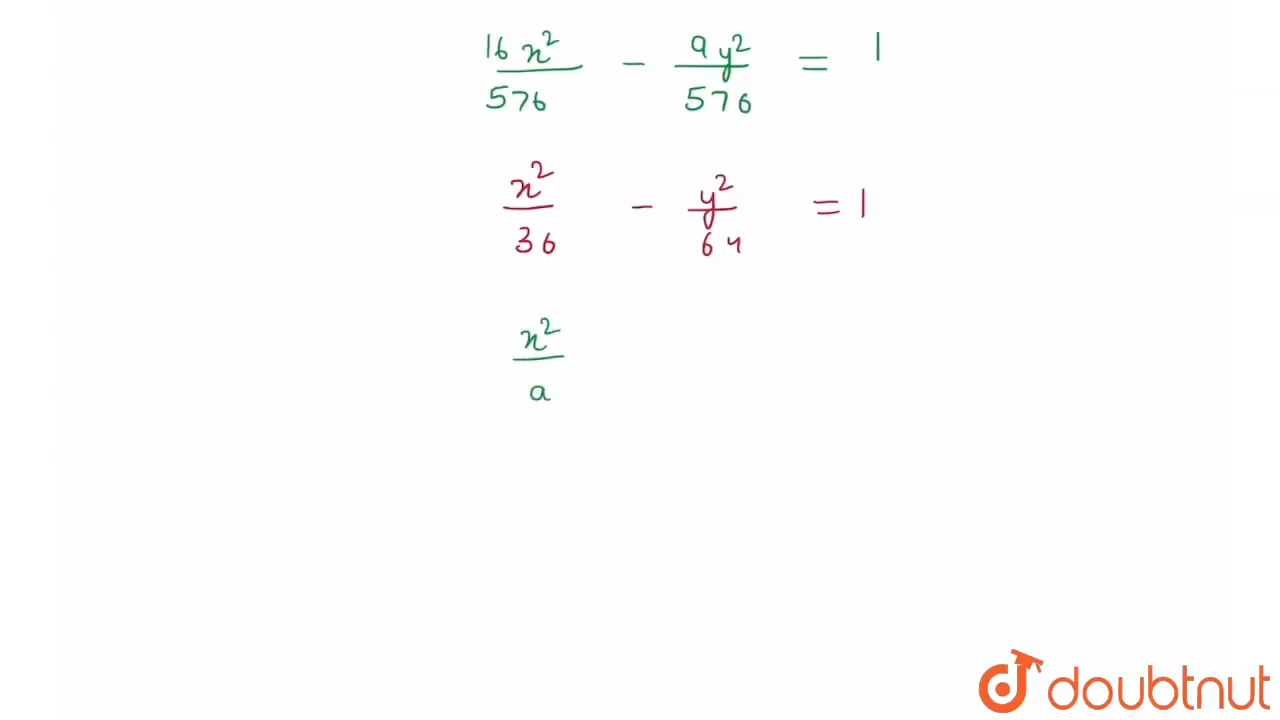 16x²/576 - 9y²/576 = 1
x²/36 - y²/64 = 1
x²/a
doubtnut